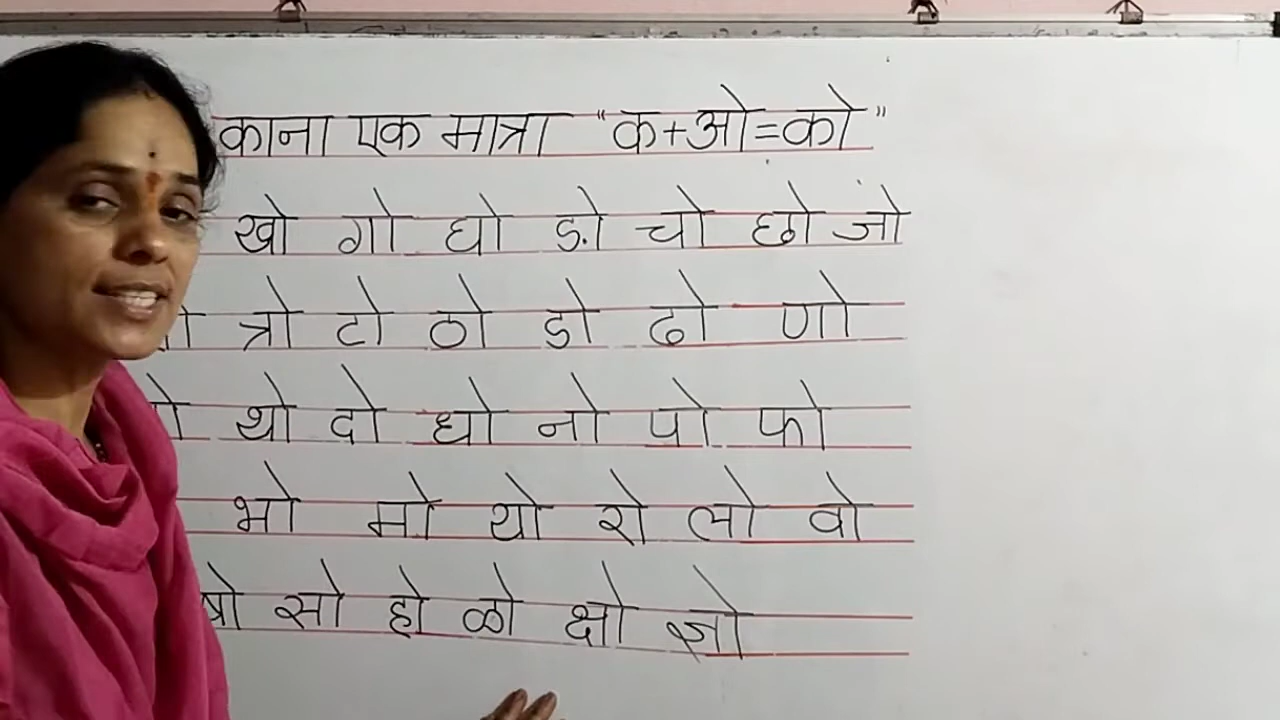 काना एक मात्रा "क+ओ=को"
खो गो घो ङो चो छो जो
ञो टो ठो डो ढो णो
थो दो धो नो पो फो
भो मो यो रो लो वो
षो सो हो ळो क्षो ज्ञो